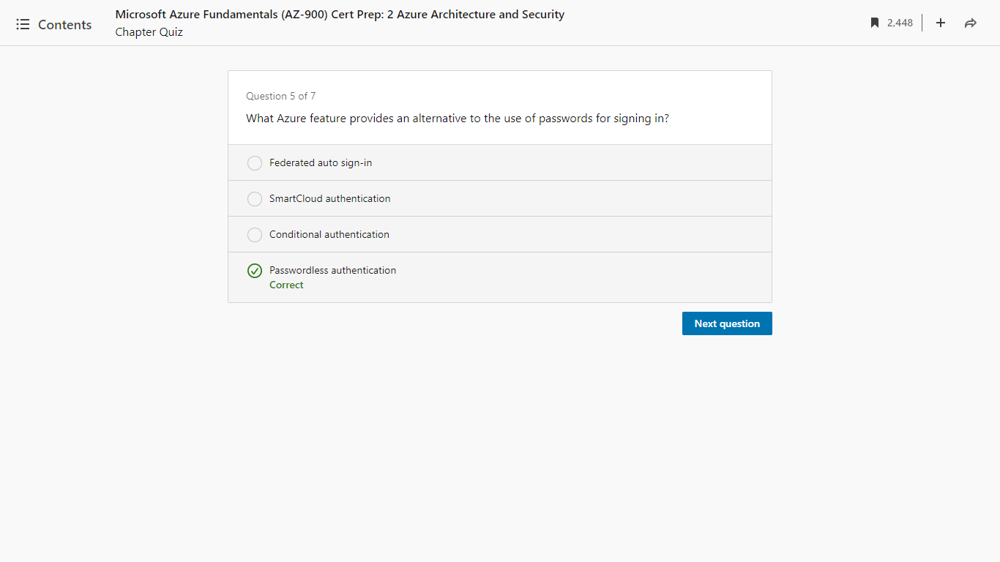 Contents
Microsoft Azure Fundamentals (AZ-900) Cert Prep: 2 Azure Architecture and Security
Chapter Quiz
2,448
Question 5 of 7
What Azure feature provides an alternative to the use of passwords for signing in?
Federated auto sign-in
SmartCloud authentication
Conditional authentication
Passwordless authentication
Correct
Next question